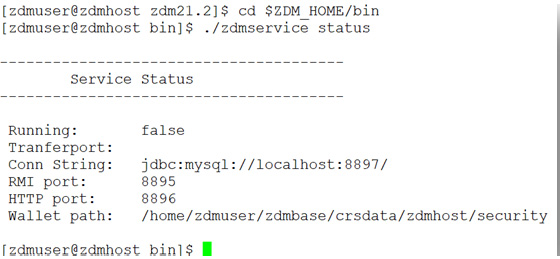 [zdmuser@zdmhost zdm21.2]$ cd $ZDM_HOME/bin
[zdmuser@zdmhost bin]$ ./zdmservice status
---------------------------------------
Service Status
---------------------------------------
Running: false
Tranferport:
Conn String: jdbc:mysql://localhost:8897/
RMI port: 8895
HTTP port: 8896
Wallet path: /home/zdmuser/zdmbase/crsdata/zdmhost/security
[zdmuser@zdmhost bin]$